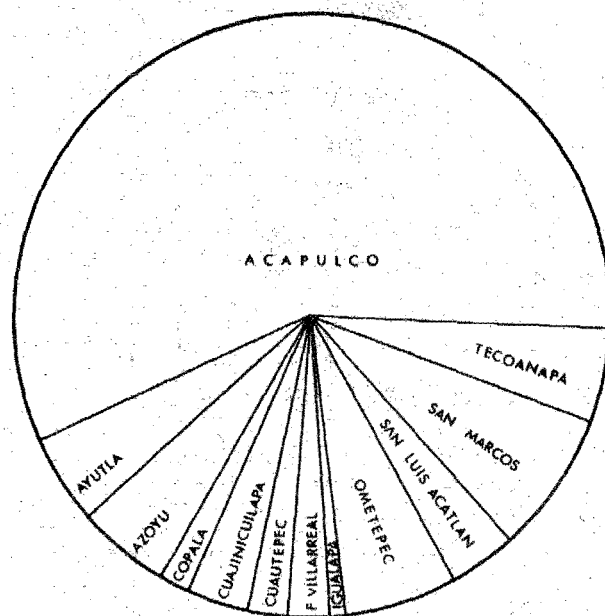 ACAPULCO
TECOANAPA
SAN MARCOS
SAN LUIS ACATLAN
OMETEPEC
IGUALAPA
F VILLARREAL
CUAUTEPEC
CUAJINICUILAPA
COPALA
AZOYU
AYUTLA